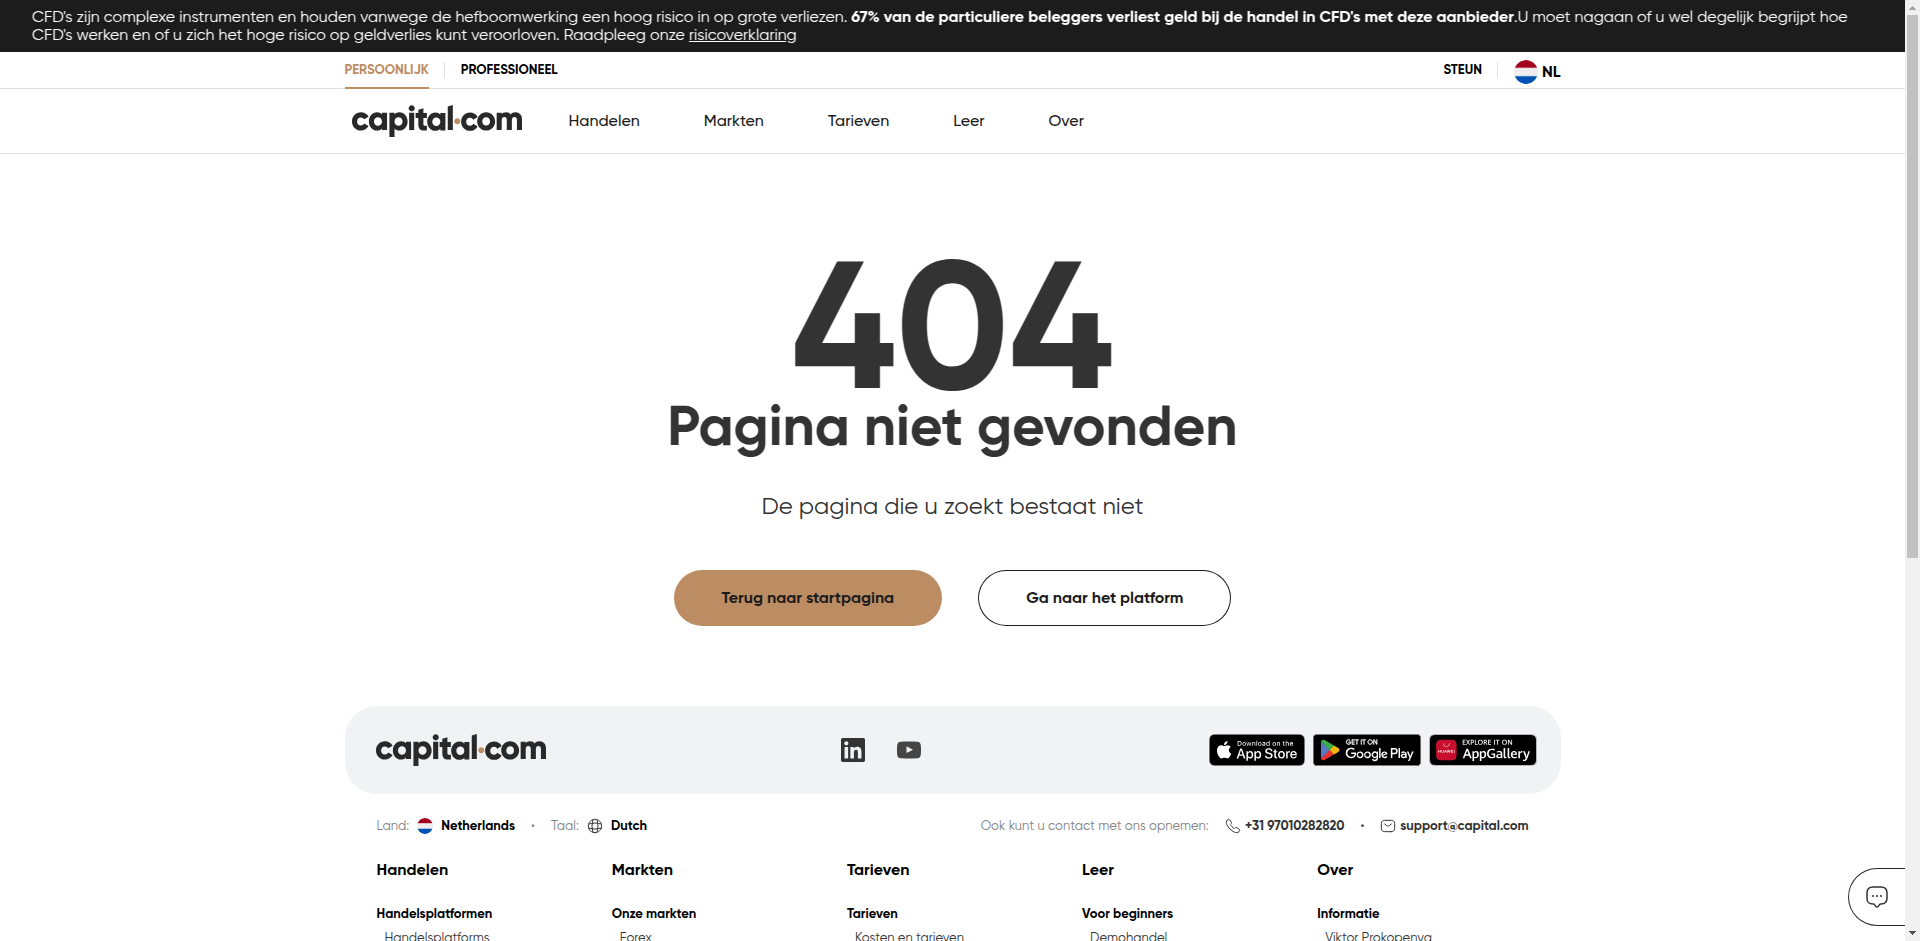 CFD's zijn complexe instrumenten en houden vanwege de hefboomwerking een hoog risico in op grote verliezen. 67% van de particuliere beleggers verliest geld bij de handel in CFD's met deze aanbieder.U moet nagaan of u wel degelijk begrijpt hoe
CFD's werken en of u zich het hoge risico op geldverlies kunt veroorloven. Raadpleeg onze risicoverklaring
PERSOONLIJK PROFESSIONEEL STEUN NL
capital.com Handelen Markten Tarieven Leer Over
404
Pagina niet gevonden
De pagina die u zoekt bestaat niet
Terug naar startpagina Ga naar het platform
capital.com in Download on the App Store GET IT ON Google Play HUAWEI EXPLORE IT ON AppGallery
Land: Netherlands • Taal: Dutch Ook kunt u contact met ons opnemen: +31 97010282820 • support@capital.com
Handelen Markten Tarieven Leer Over
Handelsplatformen Onze markten Tarieven Voor beginners Informatie
Handelsplatforms Forex Kosten en tarieven Demohandel Viktor Prokopenya